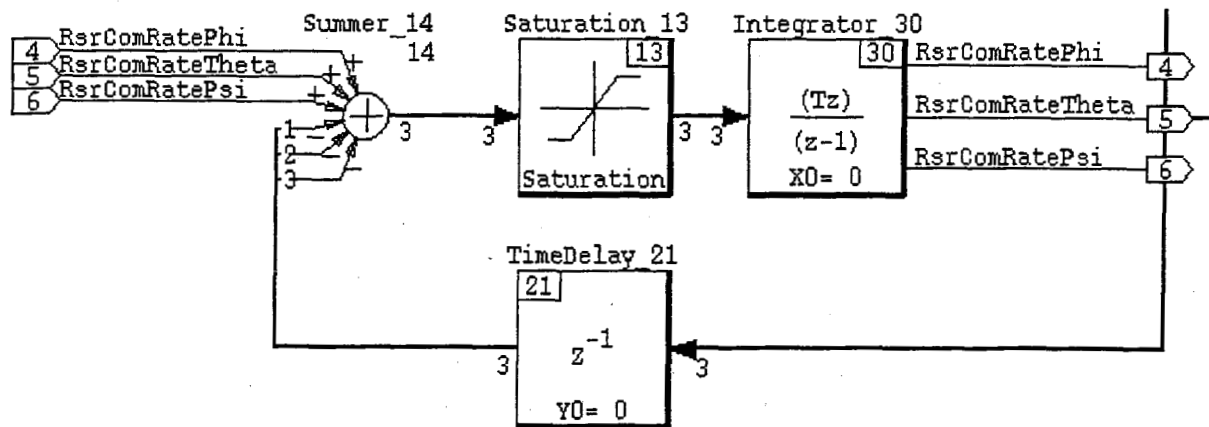 Summer_14
14
Saturation_13
Integrator_30
4 RsrComRatePhi
5 RsrComRateTheta
6 RsrComRatePsi
+
+
+
1 -
2 -
3 -
3
3
13
Saturation
3
3
30
(Tz)
(z-1)
X0= 0
RsrComRatePhi 4
RsrComRateTheta 5
RsrComRatePsi 6
TimeDelay_21
21
z-1
Y0= 0
3
3